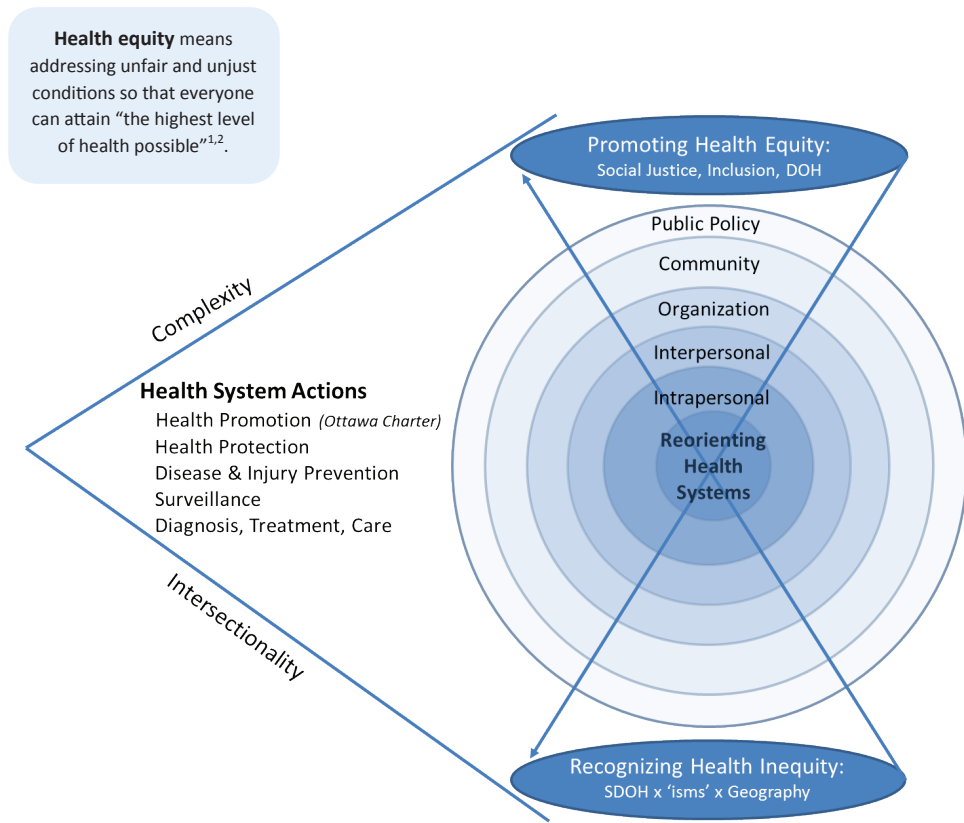 Health equity means
addressing unfair and unjust
conditions so that everyone
can attain “the highest level
of health possible”1,2.
Promoting Health Equity:
Social Justice, Inclusion, DOH
Public Policy
Community
Organization
Interpersonal
Intrapersonal
Reorienting
Health
Systems
Complexity
Health System Actions
Health Promotion (Ottawa Charter)
Health Protection
Disease & Injury Prevention
Surveillance
Diagnosis, Treatment, Care
Intersectionality
Recognizing Health Inequity:
SDOH x ‘isms’ x Geography